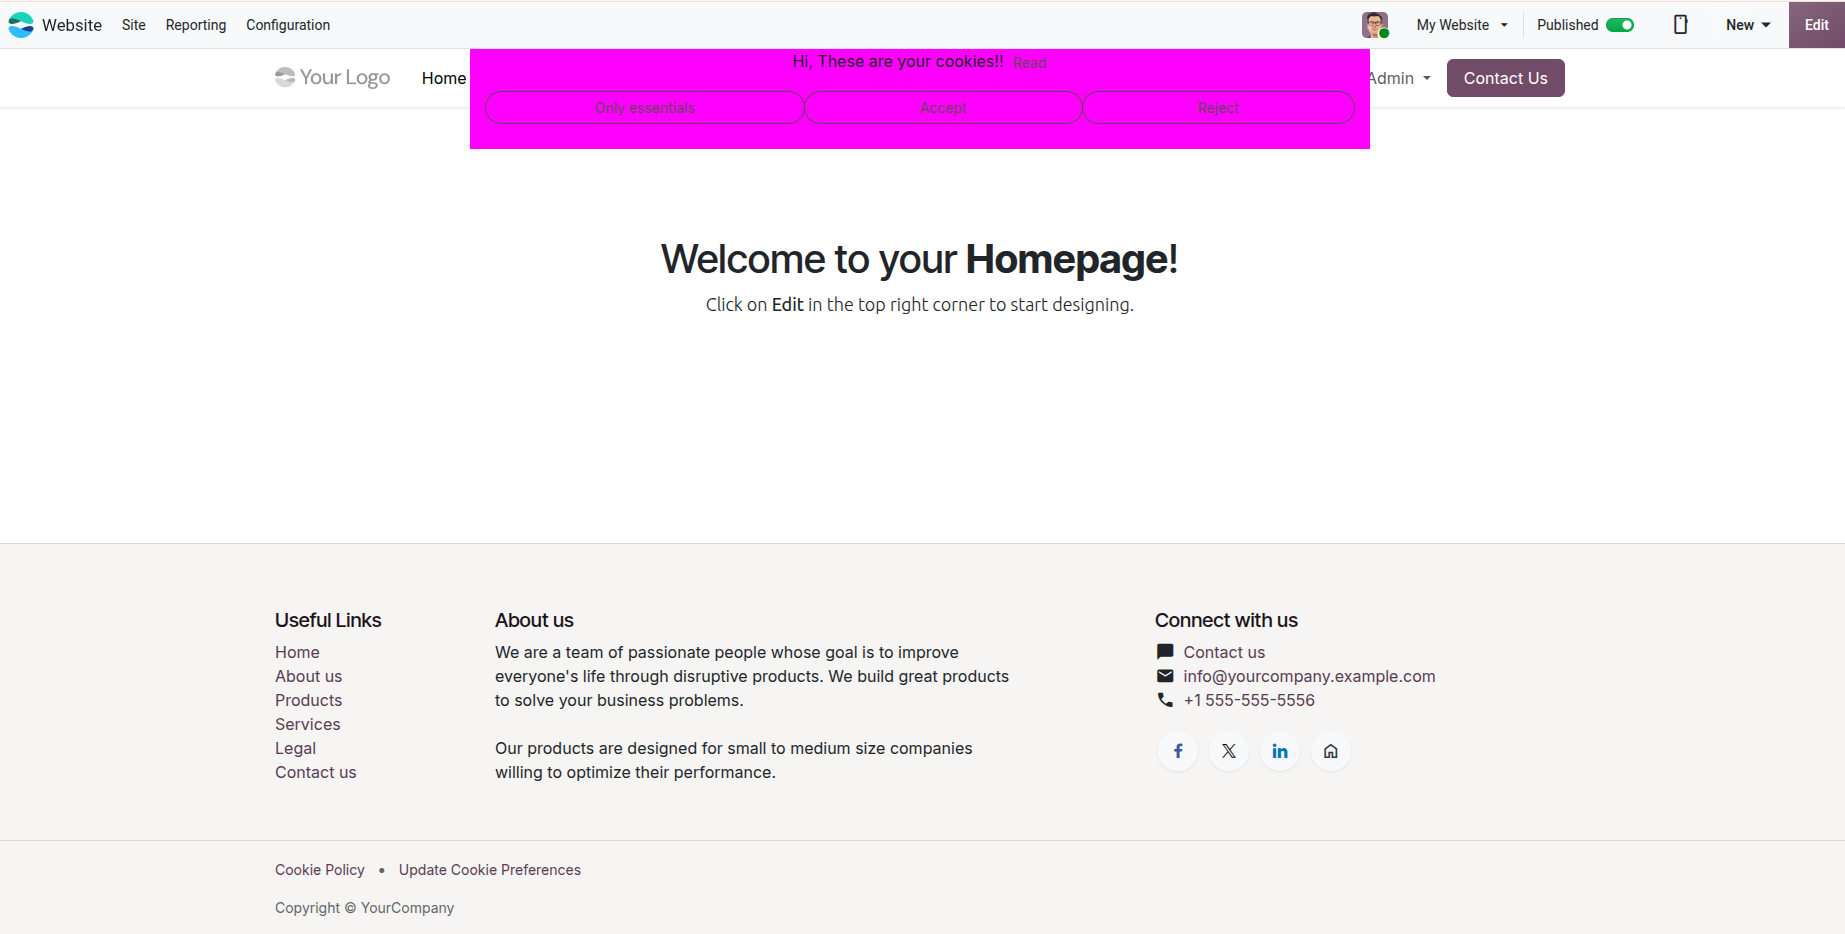 Website Site Reporting Configuration My Website Published New Edit
Hi, These are your cookies!! Read
Your Logo Home Admin Contact Us
Only essentials Accept Reject
Welcome to your Homepage!
Click on Edit in the top right corner to start designing.
Useful Links
Home
About us
Products
Services
Legal
Contact us
About us
We are a team of passionate people whose goal is to improve
everyone's life through disruptive products. We build great products
to solve your business problems.
Our products are designed for small to medium size companies
willing to optimize their performance.
Connect with us
Contact us
info@yourcompany.example.com
+1 555-555-5556
Cookie Policy • Update Cookie Preferences
Copyright © YourCompany